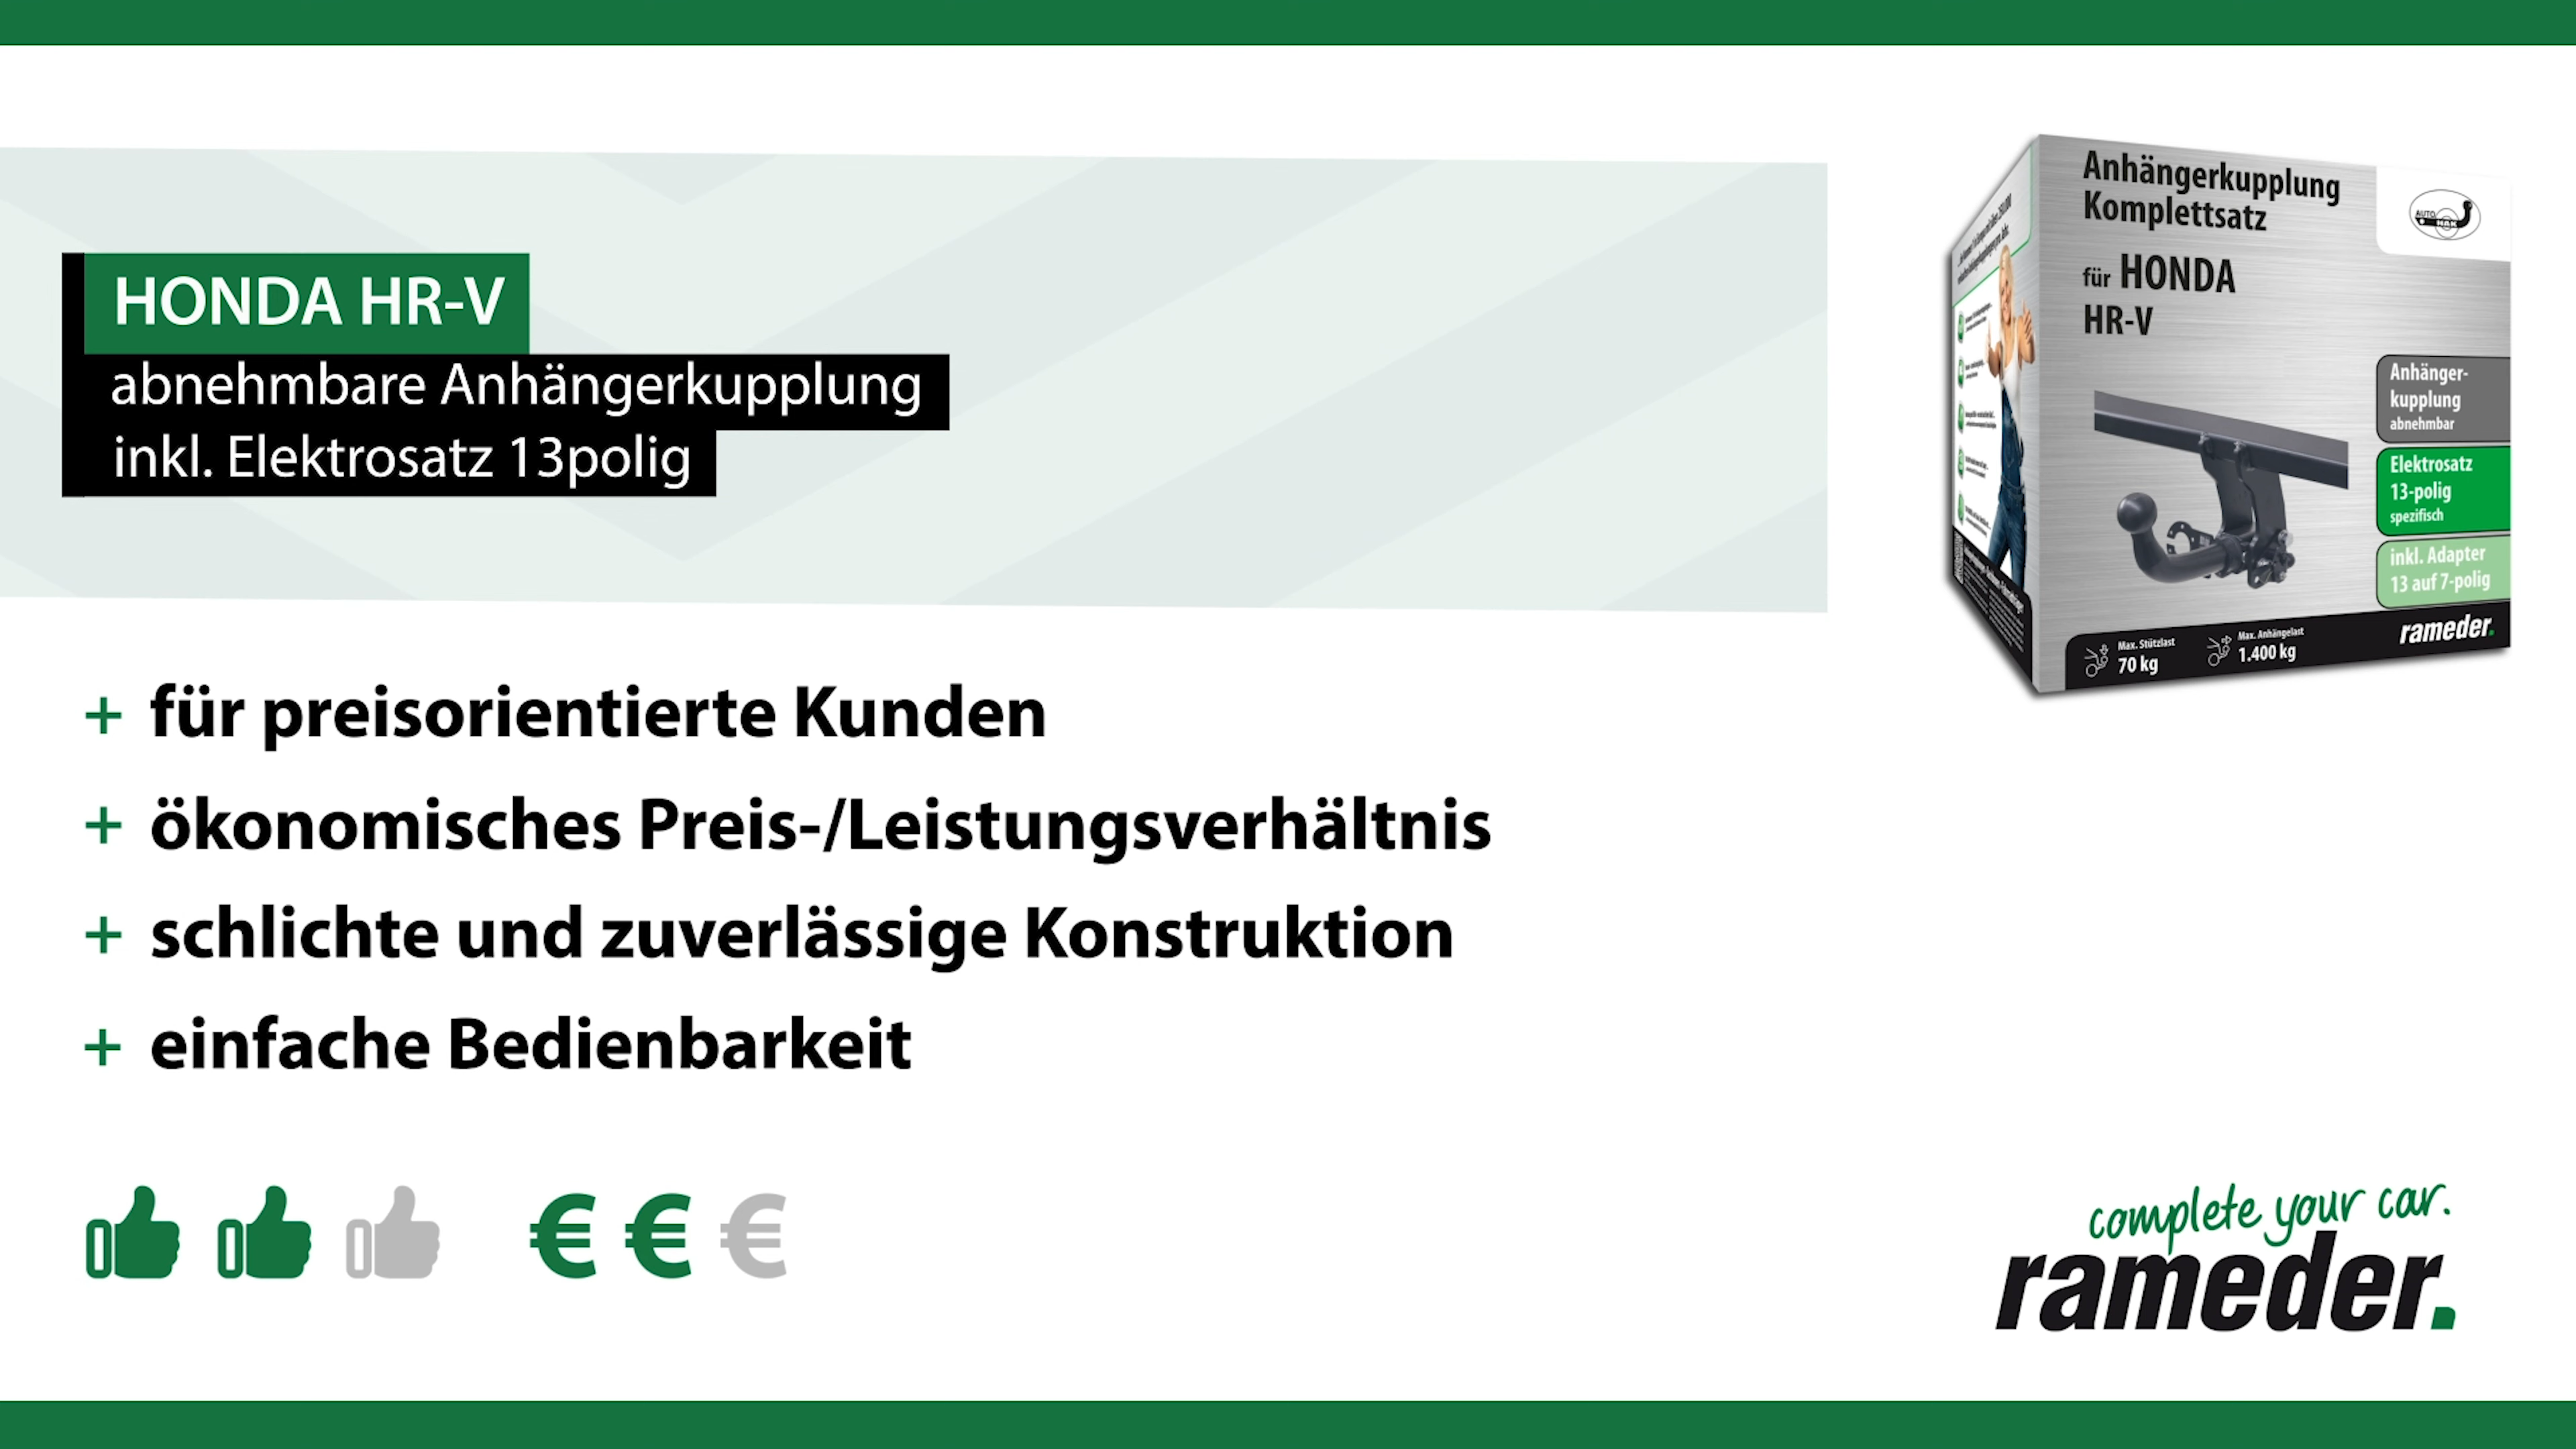 HONDA HR-V
abnehmbare Anhängerkupplung
inkl. Elektrosatz 13polig
Anhängerkupplung
Komplettsatz
für HONDA
HR-V
AUTO
HAK
Anhänger-
kupplung
abnehmbar
Elektrosatz
13-polig
spezifisch
inkl. Adapter
13 auf 7-polig
Max. Stützlast
70 kg
Max. Anhängelast
1.400 kg
rameder.
+ für preisorientierte Kunden
+ ökonomisches Preis-/Leistungsverhältnis
+ schlichte und zuverlässige Konstruktion
+ einfache Bedienbarkeit
€ € €
complete your car.
rameder.